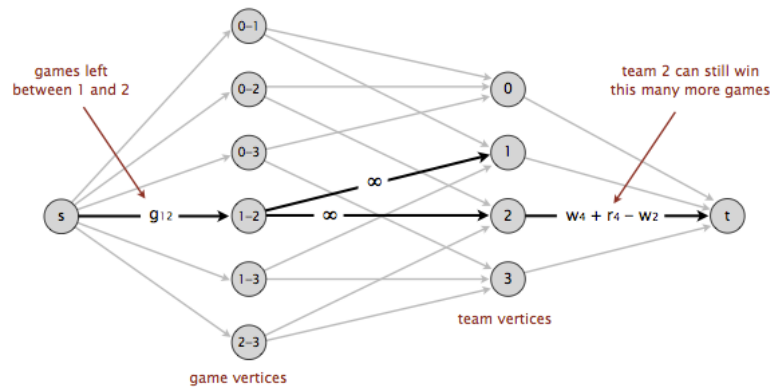 0–1
games left
between 1 and 2
team 2 can still win
this many more games
0–2
0
0–3
1
∞
s
g12
1–2
∞
2
w4 + r4 – w2
t
1–3
3
team vertices
2–3
game vertices